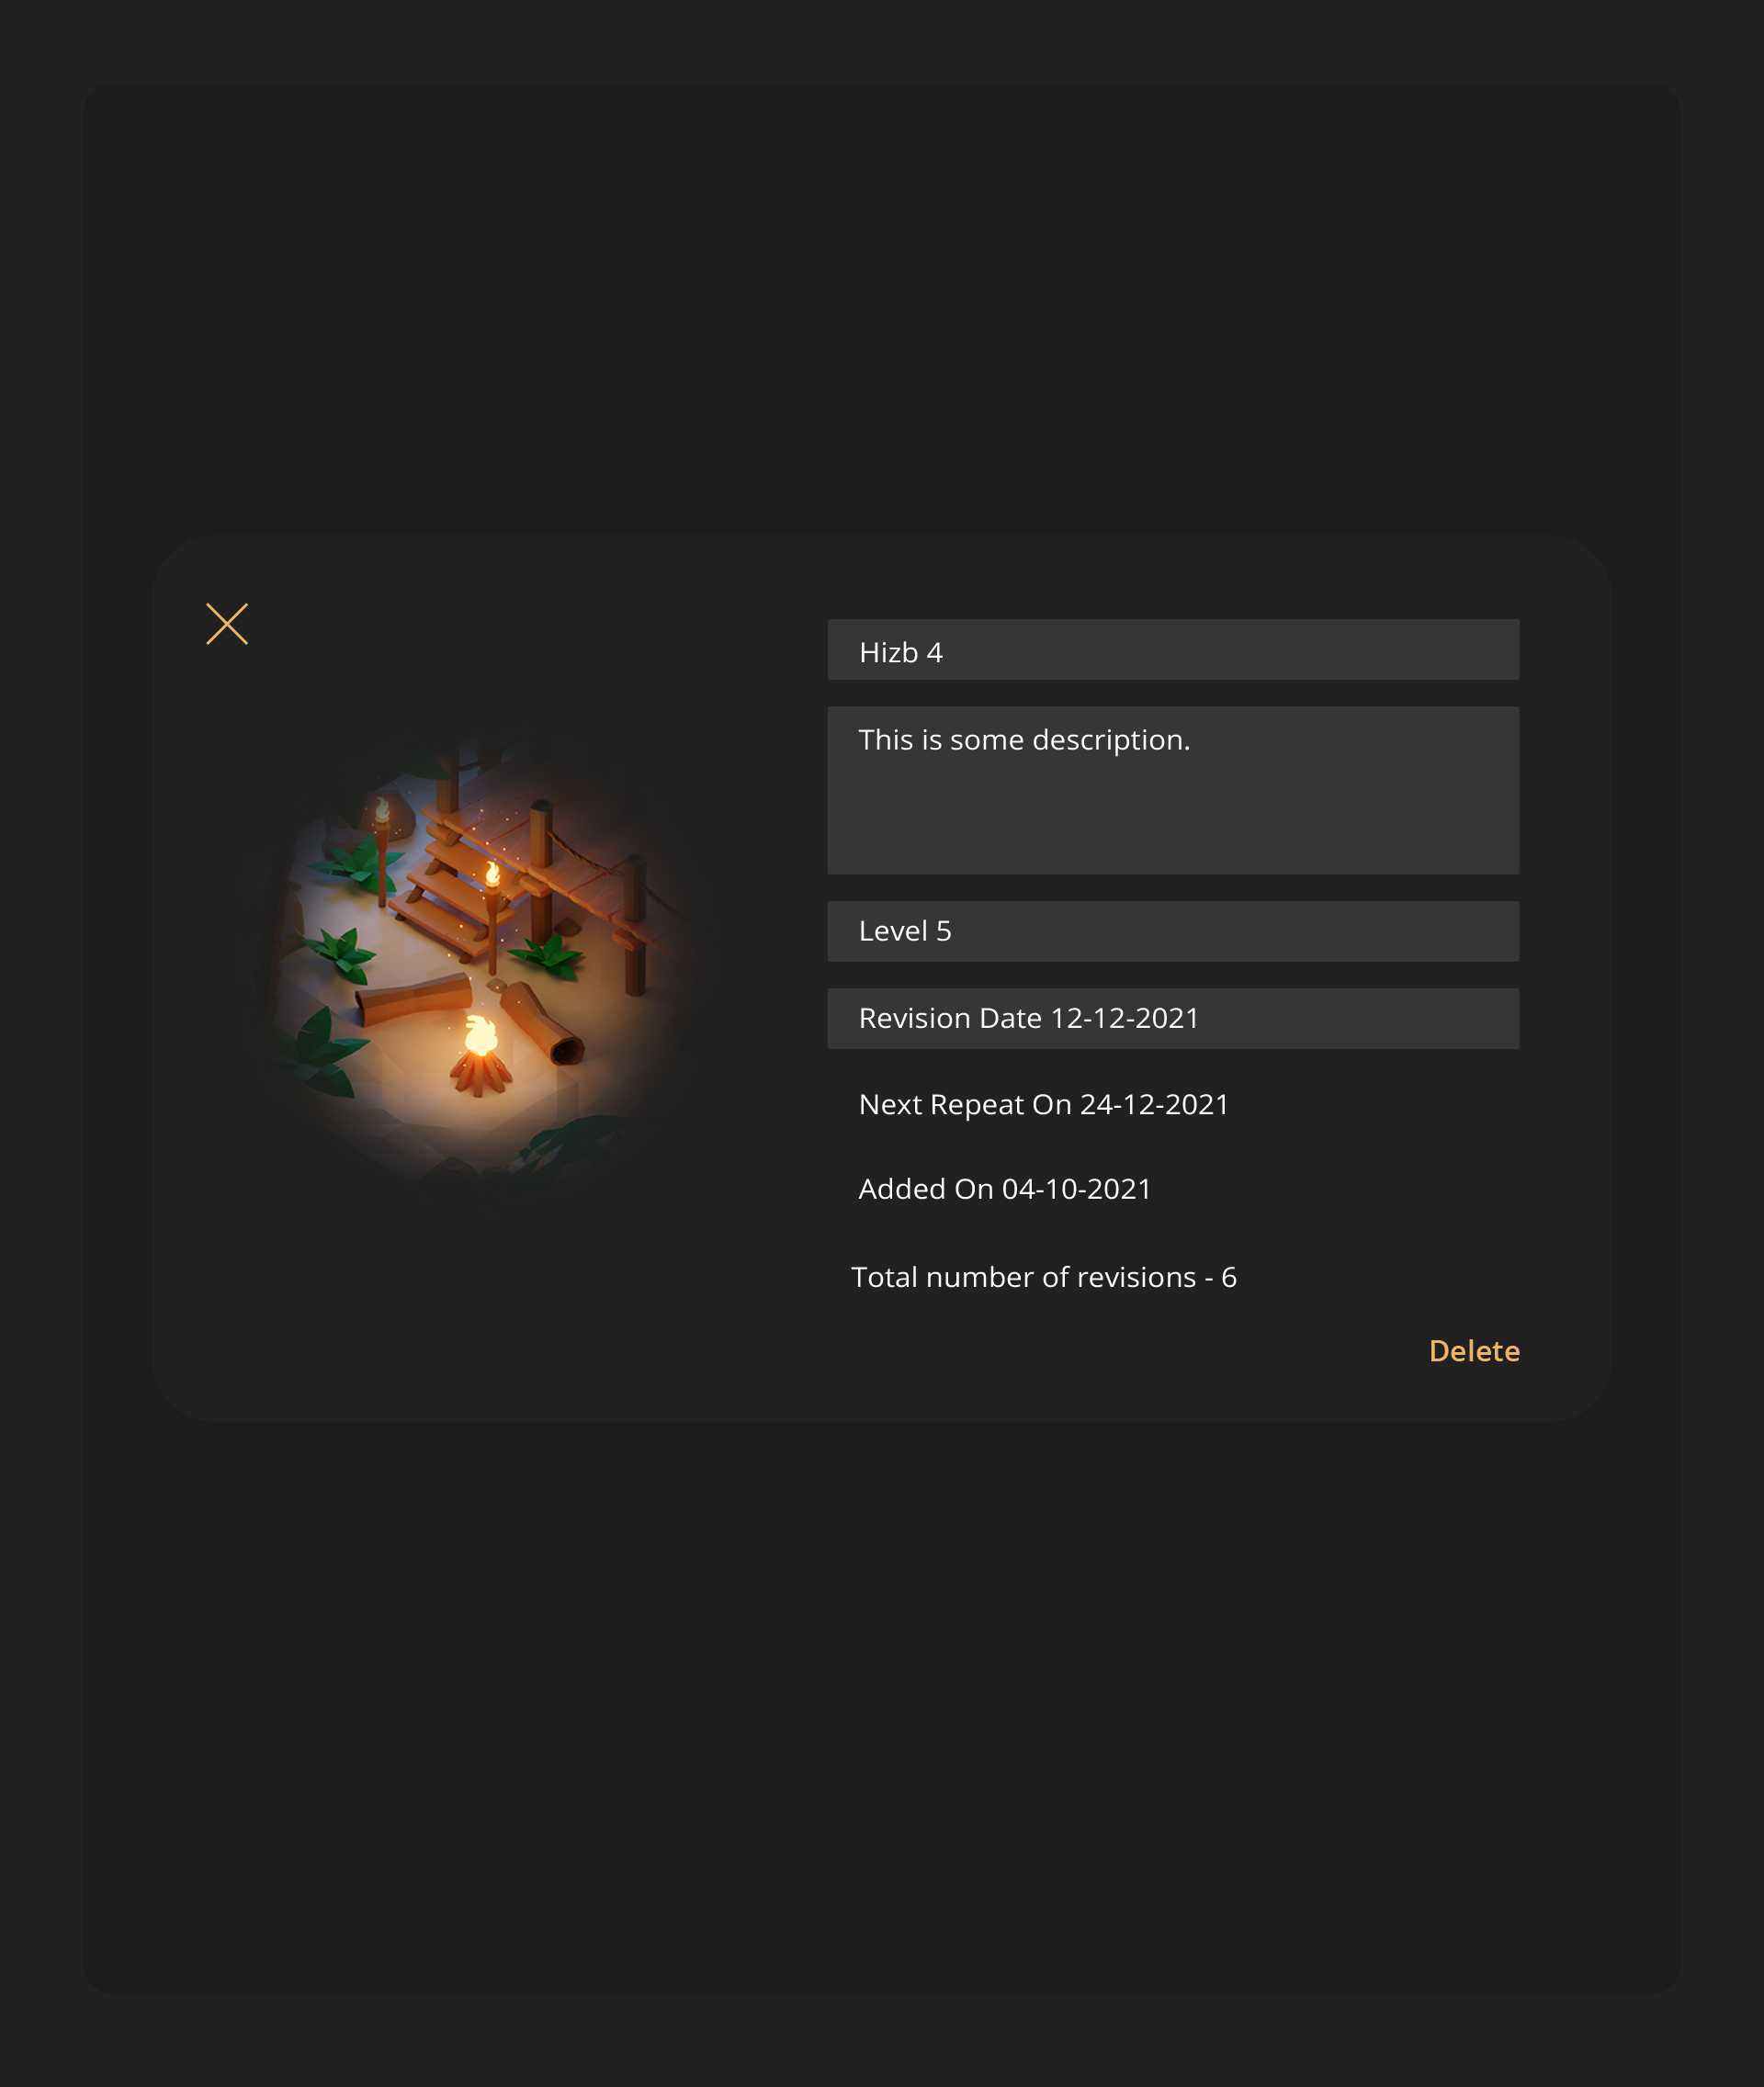 Hizb 4
This is some description.
Level 5
Revision Date 12-12-2021
Next Repeat On 24-12-2021
Added On 04-10-2021
Total number of revisions - 6
Delete